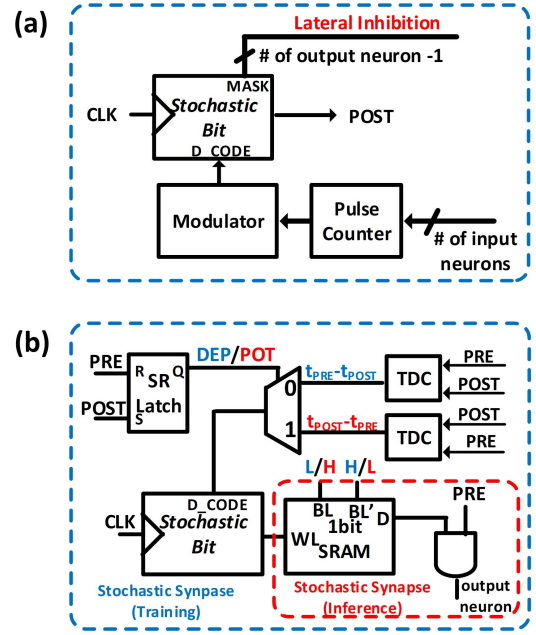 (a)
Lateral Inhibition
# of output neuron -1
MASK
CLK
Stochastic
Bit
D_CODE
POST
Modulator
Pulse
Counter
# of input
neurons
(b)
PRE
POST
R
SR
Q
Latch
S
DEP/POT
0
1
tPRE-tPOST
TDC
PRE
POST
tPOST-tPRE
TDC
POST
PRE
L/H H/L
D_CODE
CLK
Stochastic
Bit
BL BL' D
1bit
WL SRAM
PRE
output
neuron
Stochastic Synpase
(Training)
Stochastic Synapse
(Inference)